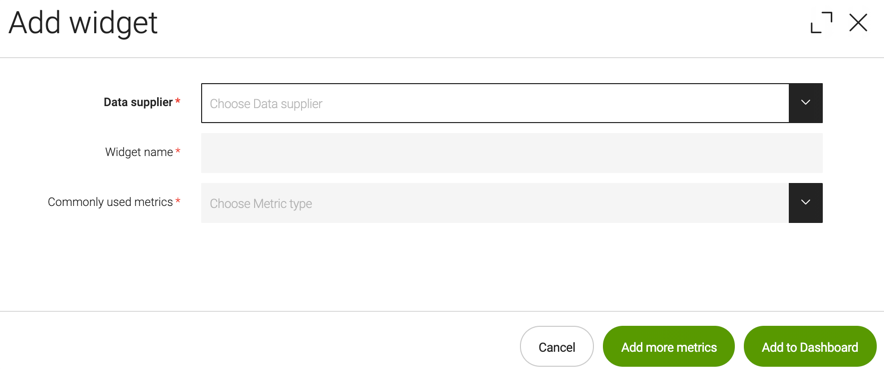 Add widget
Data supplier *
Choose Data supplier
Widget name *
Commonly used metrics *
Choose Metric type
Cancel
Add more metrics
Add to Dashboard